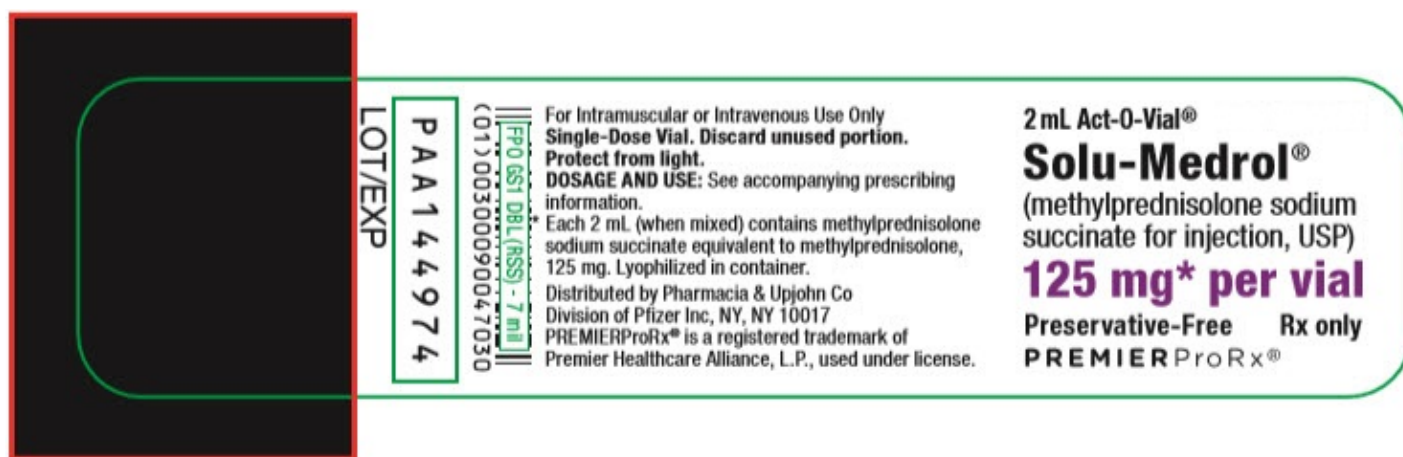 LOT/EXP
PAA144974
(01)00300090047030
FPO GS1 DBL (RSS) - 7 mil
For Intramuscular or Intravenous Use Only
Single-Dose Vial. Discard unused portion.
Protect from light.
DOSAGE AND USE: See accompanying prescribing
information.
* Each 2 mL (when mixed) contains methylprednisolone
sodium succinate equivalent to methylprednisolone,
125 mg. Lyophilized in container.
Distributed by Pharmacia & Upjohn Co
Division of Pfizer Inc, NY, NY 10017
PREMIERProRx® is a registered trademark of
Premier Healthcare Alliance, L.P., used under license.
2 mL Act-O-Vial®
Solu-Medrol®
(methylprednisolone sodium
succinate for injection, USP)
125 mg* per vial
Preservative-Free Rx only
PREMIERProRx®